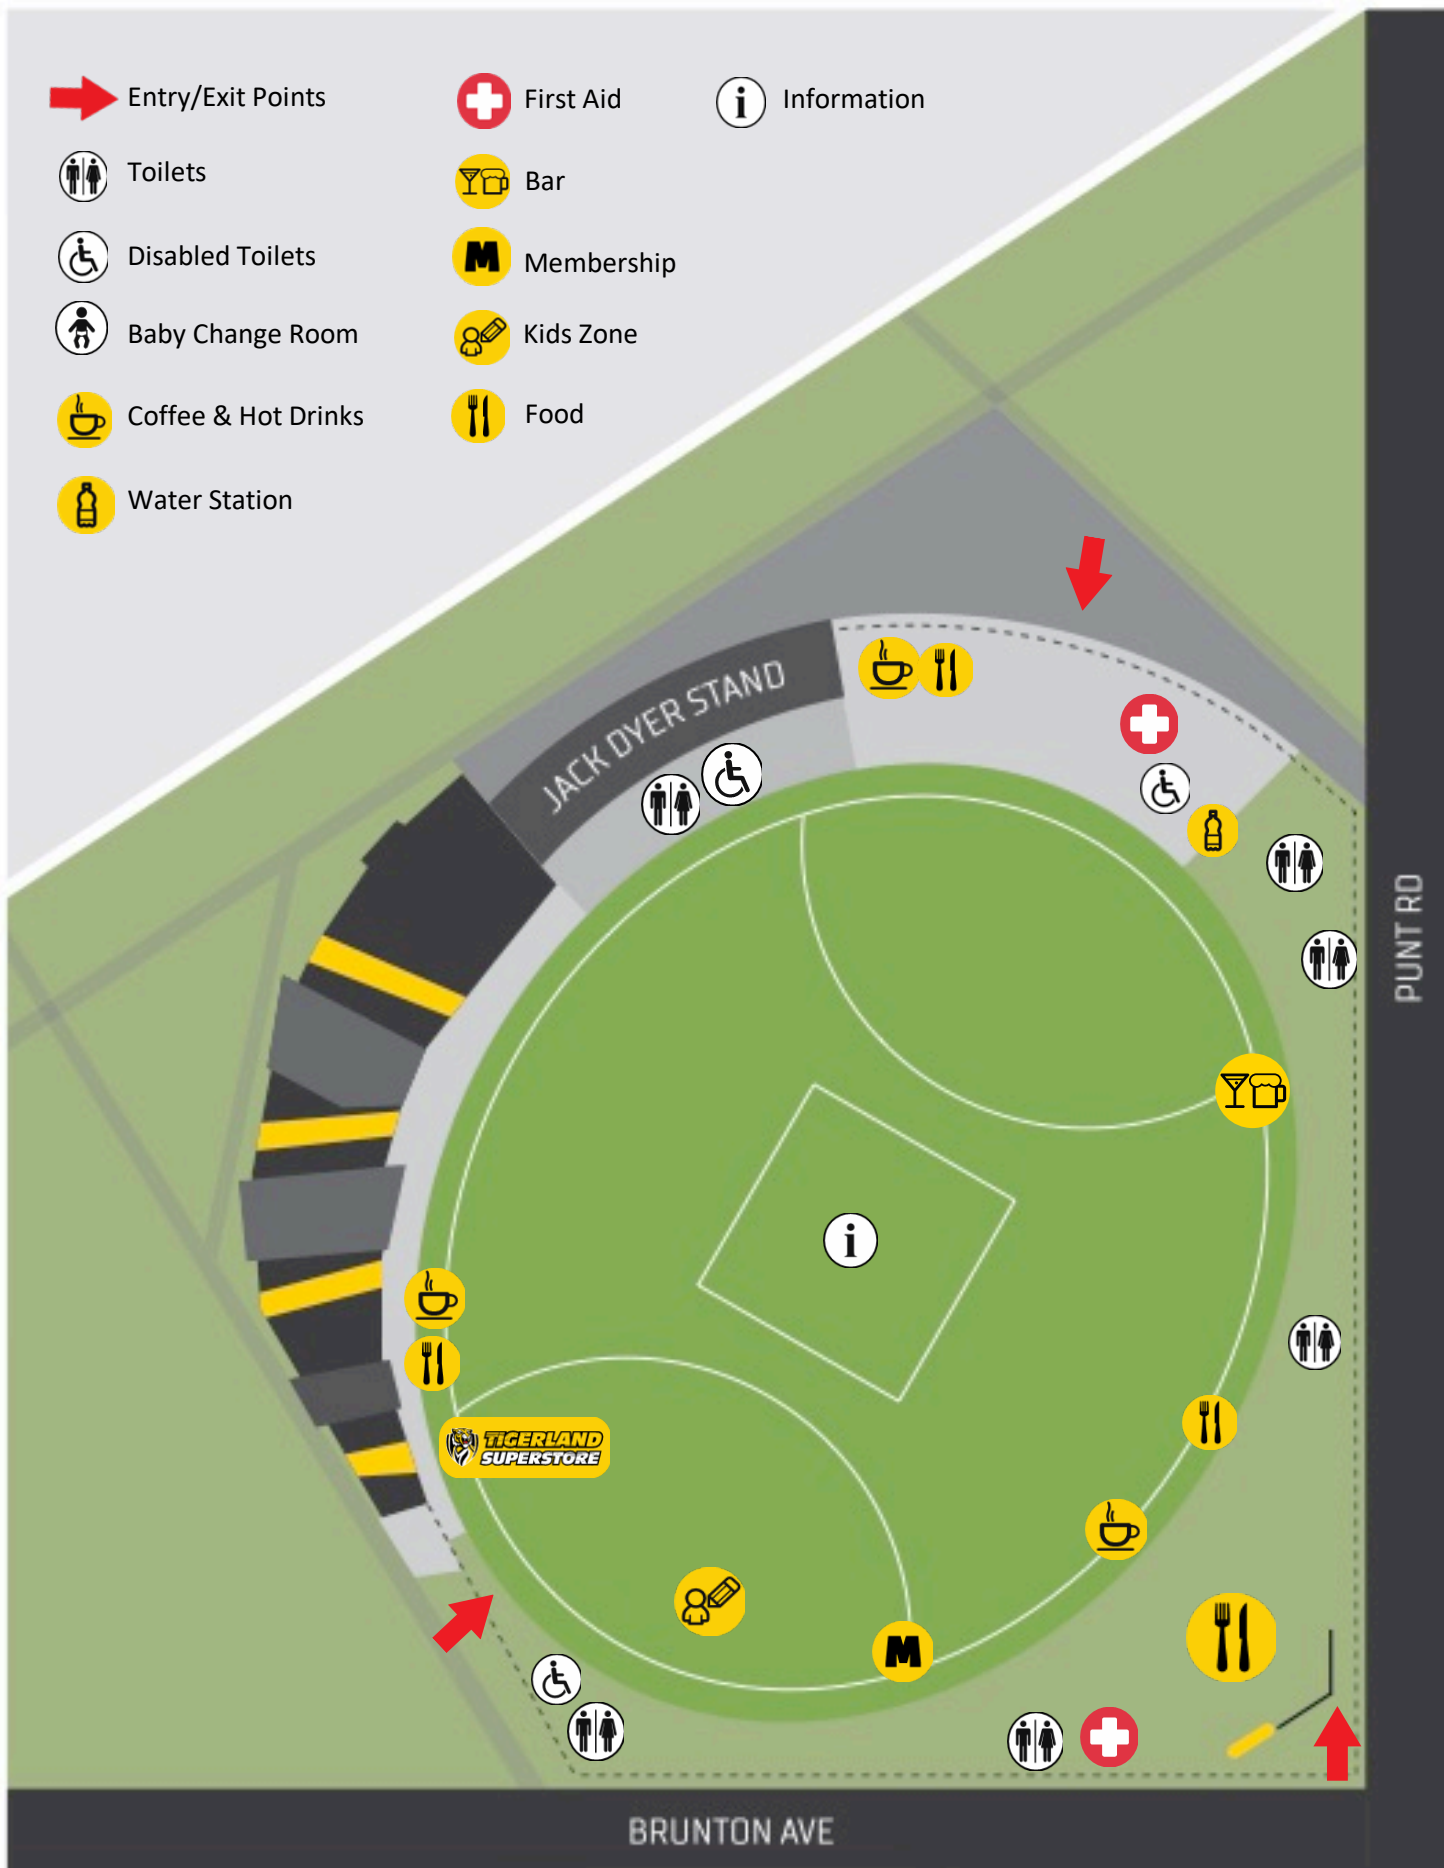 Entry/Exit Points
First Aid
Information
Toilets
Bar
Disabled Toilets
Membership
Baby Change Room
Kids Zone
Coffee & Hot Drinks
Food
Water Station
JACK DYER STAND
PUNT RD
TIGERLAND
SUPERSTORE
M
BRUNTON AVE